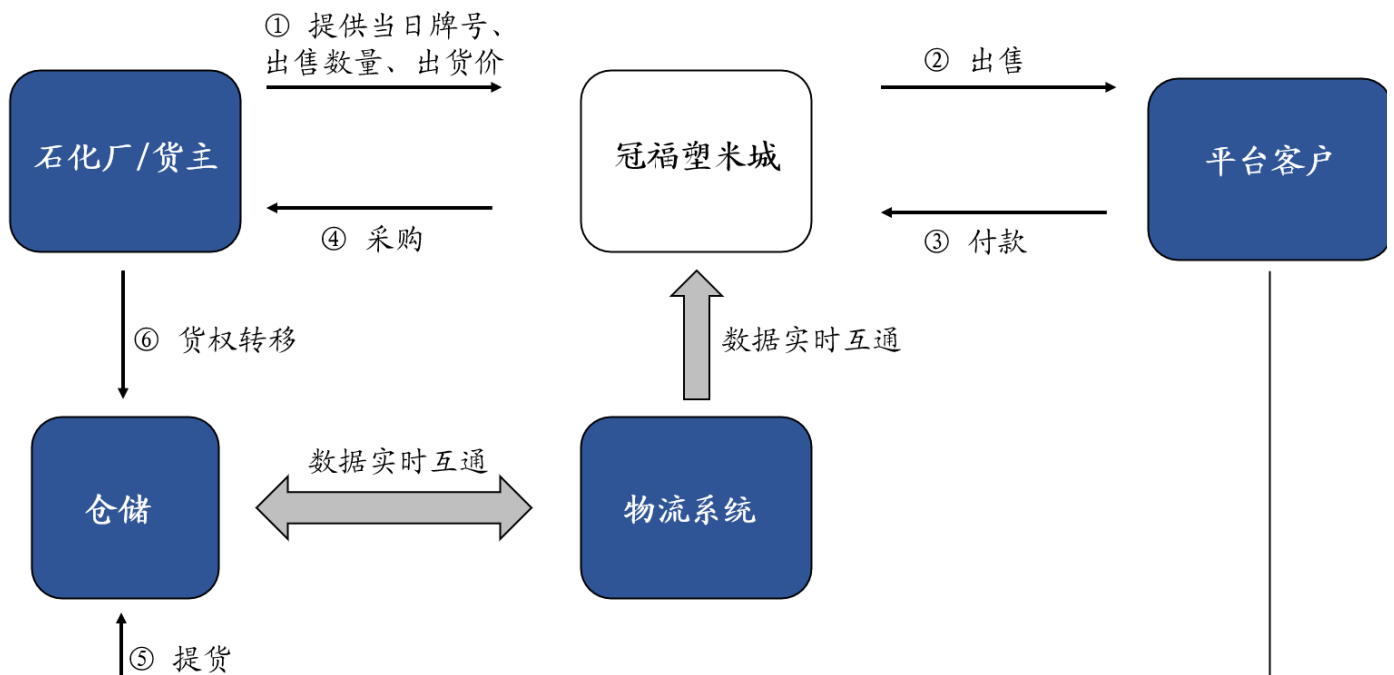 ① 提供当日牌号、
出售数量、出货价
② 出售
石化厂/货主
冠福塑米城
平台客户
④ 采购
③ 付款
⑥ 货权转移
数据实时互通
数据实时互通
仓储
物流系统
⑤ 提货